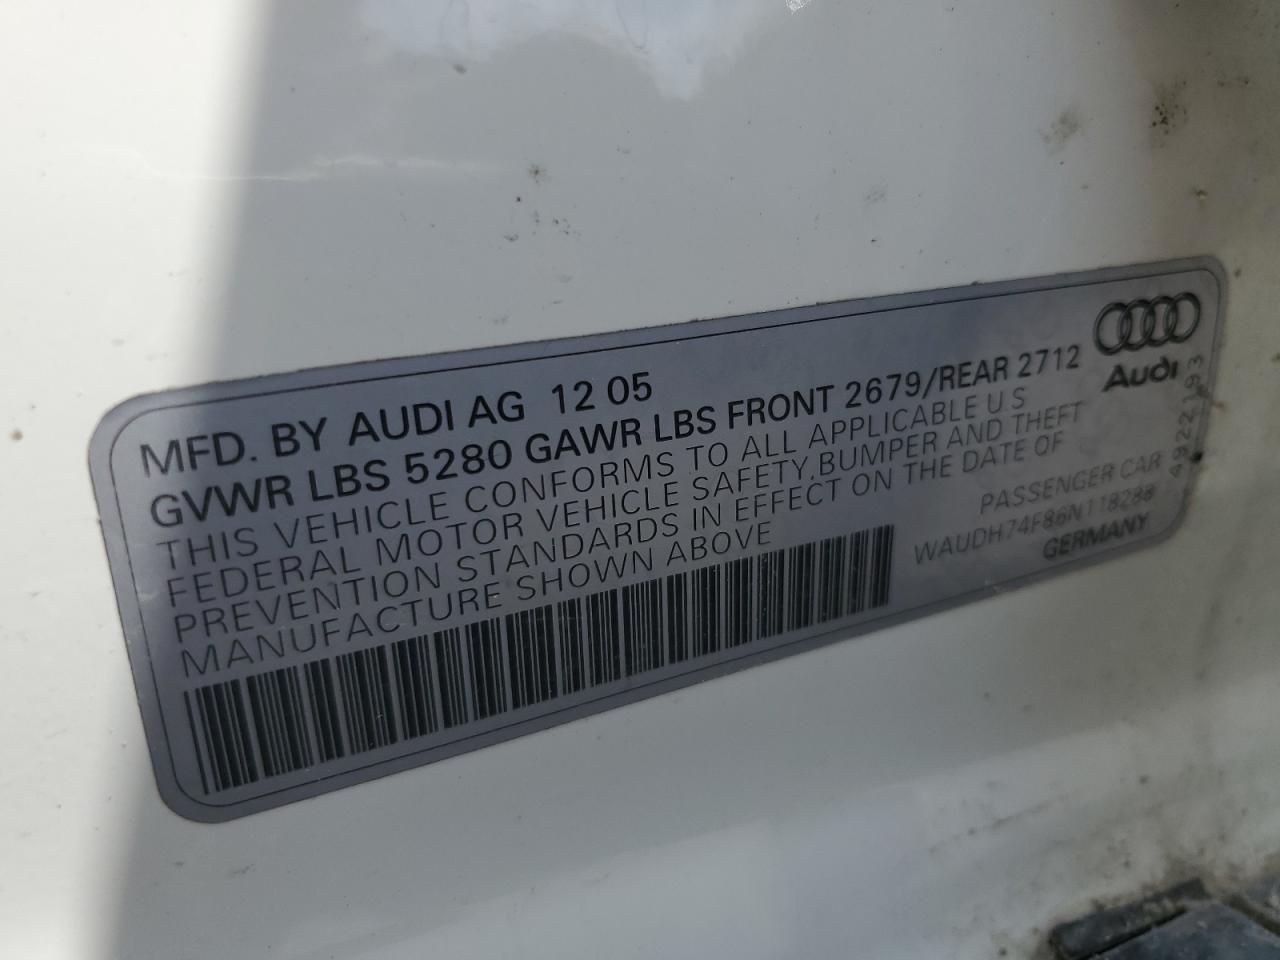 MFD. BY AUDI AG 12 05
GVWR LBS 5280 GAWR LBS FRONT 2679/REAR 2712
THIS VEHICLE CONFORMS TO ALL APPLICABLE U S
FEDERAL MOTOR VEHICLE SAFETY, BUMPER AND THEFT
PREVENTION STANDARDS IN EFFECT ON THE DATE OF
MANUFACTURE SHOWN ABOVE
PASSENGER CAR
WAUDH74F86N118288
GERMANY
Audi
4922193